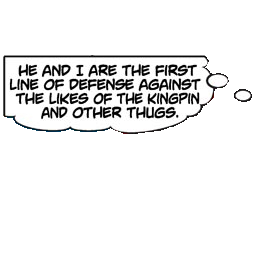 HE AND I ARE THE FIRST
LINE OF DEFENSE AGAINST
THE LIKES OF THE KINGPIN
AND OTHER THUGS.